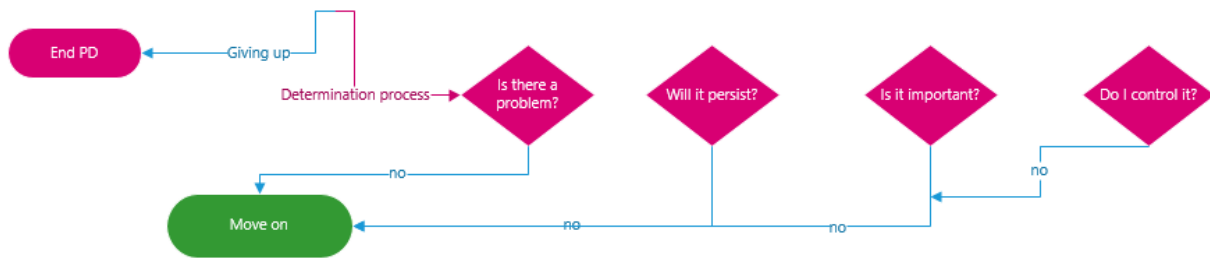 End PD
Giving up
Determination process
Is there a
problem?
Will it persist?
Is it important?
Do I control it?
no
no
Move on
no
no